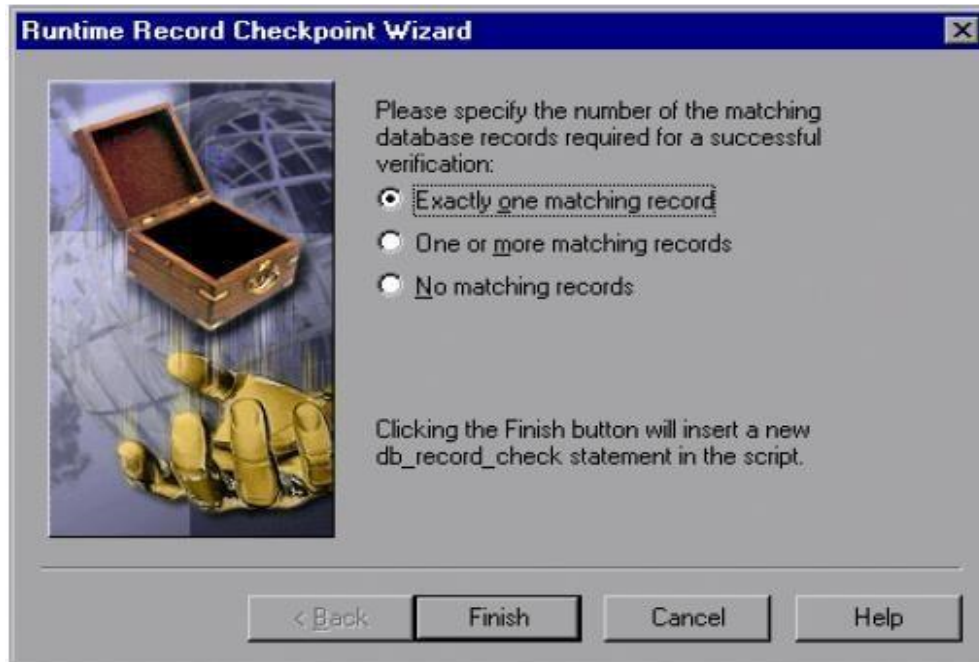 Runtime Record Checkpoint Wizard
Please specify the number of the matching
database records required for a successful
verification:
Exactly one matching record
One or more matching records
No matching records
Clicking the Finish button will insert a new
db_record_check statement in the script.
< Back Finish Cancel Help